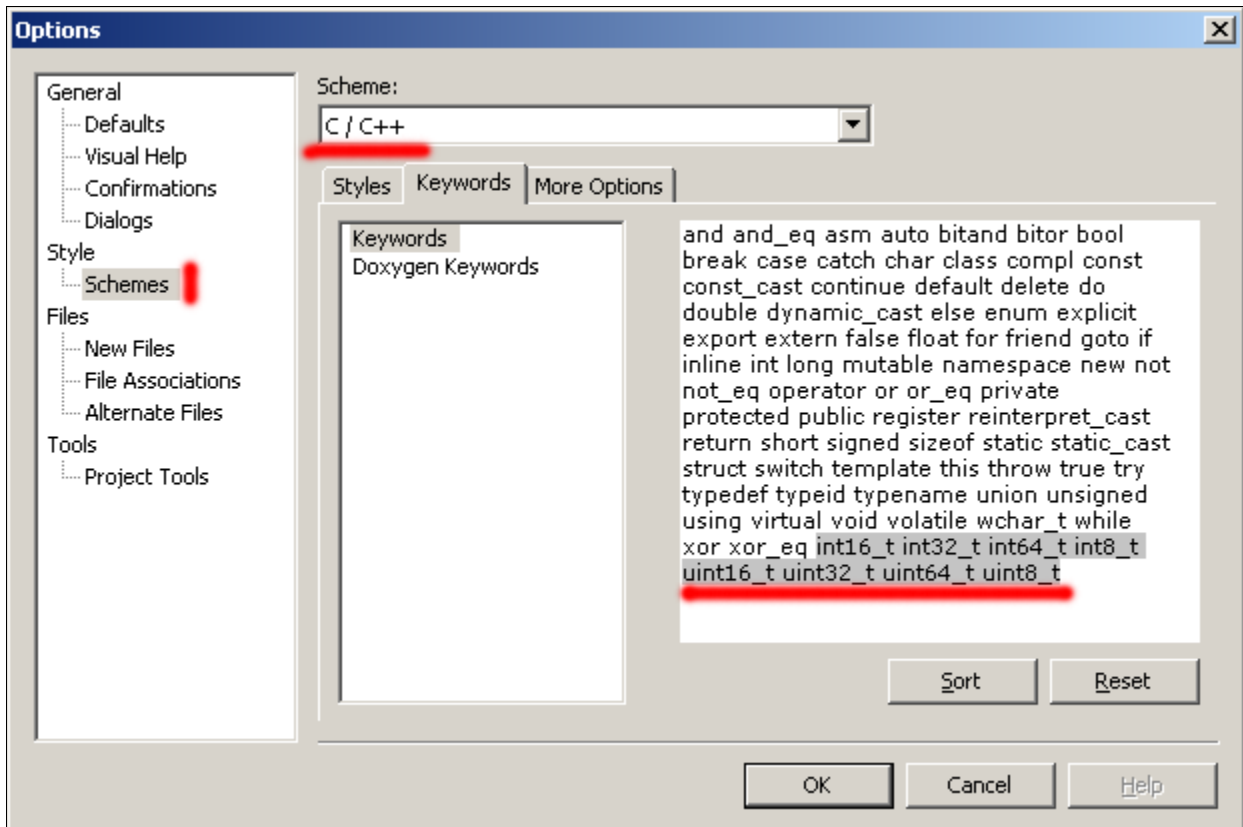 Options
General
Defaults
Visual Help
Confirmations
Dialogs
Style
Schemes
Files
New Files
File Associations
Alternate Files
Tools
Project Tools
Scheme:
C / C++
Styles Keywords More Options
Keywords
Doxygen Keywords
and and_eq asm auto bitand bitor bool
break case catch char class compl const
const_cast continue default delete do
double dynamic_cast else enum explicit
export extern false float for friend goto if
inline int long mutable namespace new not
not_eq operator or or_eq private
protected public register reinterpret_cast
return short signed sizeof static static_cast
struct switch template this throw true try
typedef typeid typename union unsigned
using virtual void volatile wchar_t while
xor xor_eq int16_t int32_t int64_t int8_t
uint16_t uint32_t uint64_t uint8_t
Sort Reset
OK Cancel Help